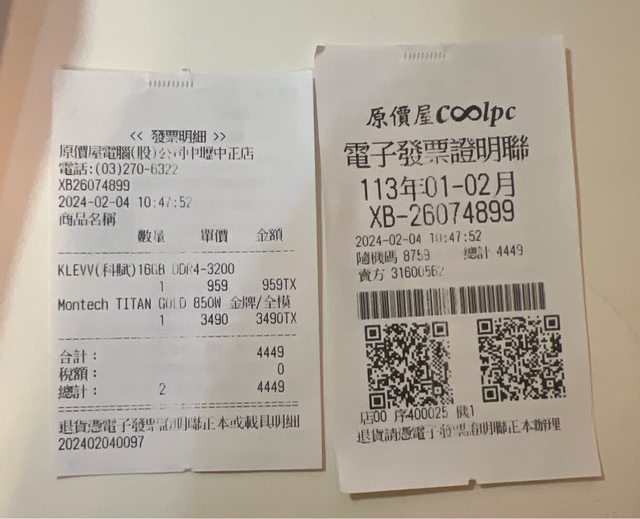 << 發票明細 >>
原價屋電腦(股)公司中壢中正店
電話:(03)270-6322
XB26074899
2024-02-04 10:47:52
商品名稱
數量 單價 金額
KLEVV(科賦)16GB DDR4-3200
1 959 959TX
Montech TITAN GOLD 850W 金牌/全模
1 3490 3490TX
合計: 4449
稅額: 0
總計: 2 4449
退貨憑電子發票證明聯正本或載具明細
202402040097
原價屋coolpc
電子發票證明聯
113年01-02月
XB-26074899
2024-02-04 10:47:52
隨機碼 8759 總計 4449
賣方 31600562
店00 序400025 機1
退貨請憑電子發票證明聯正本辦理